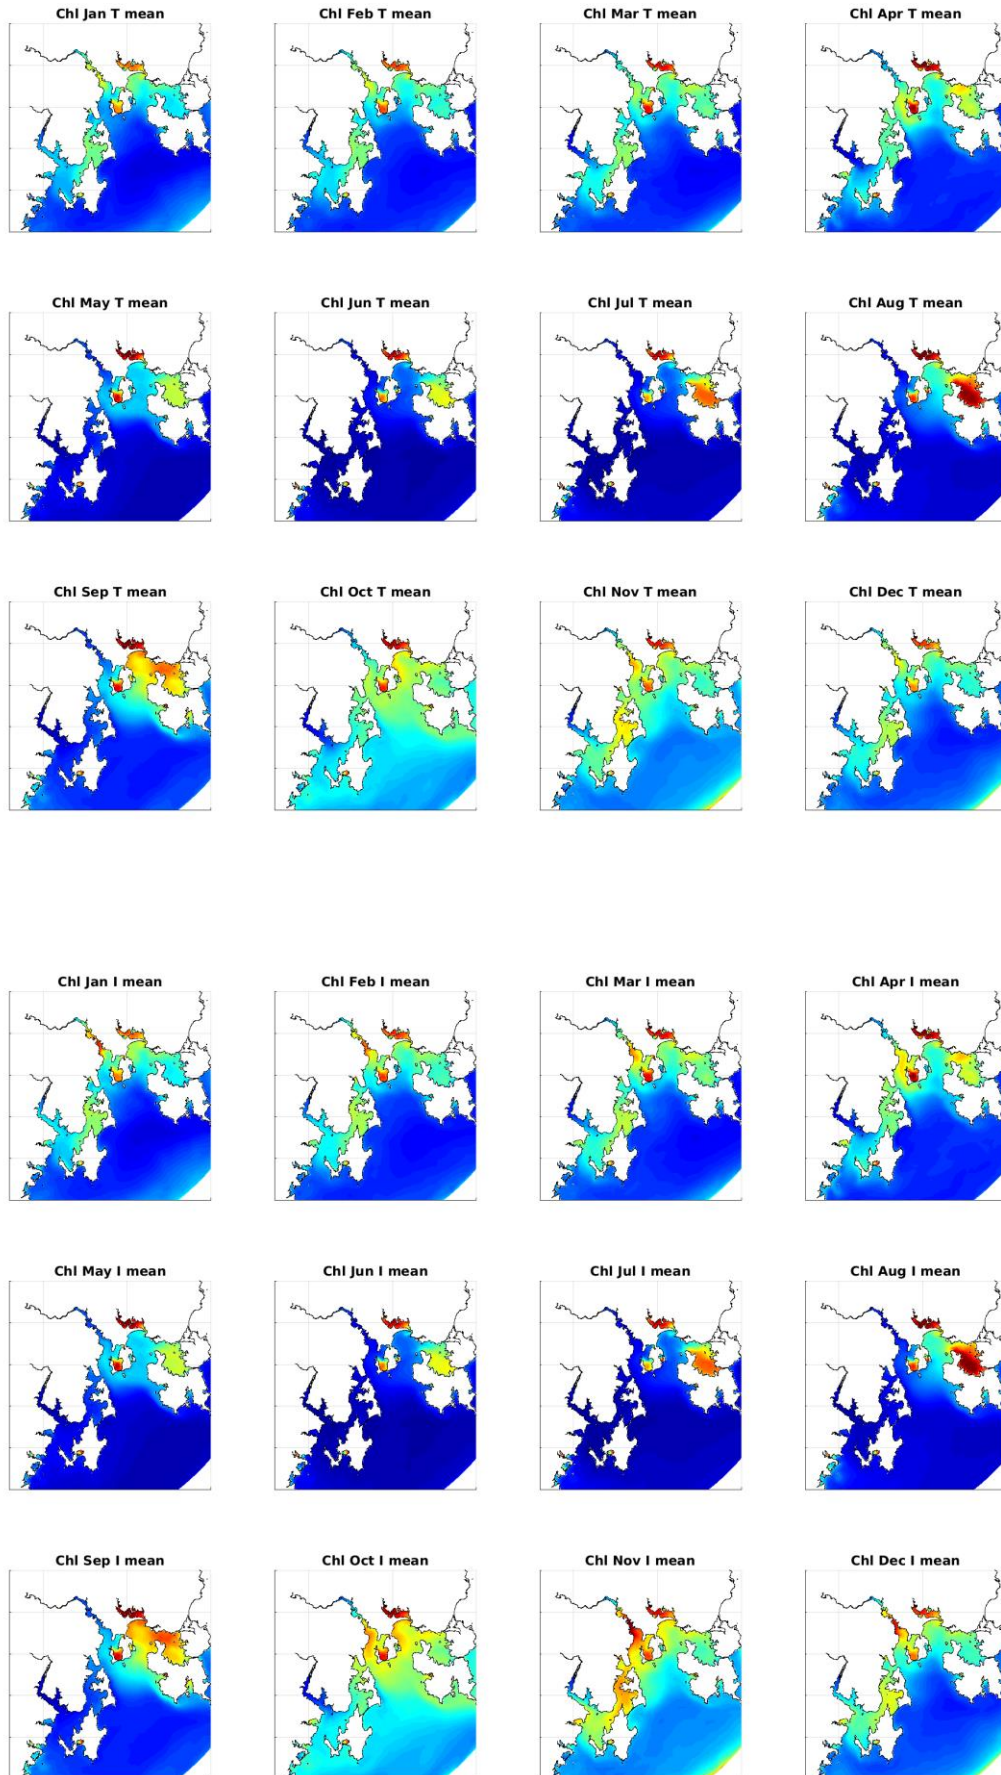 Chl Jan T mean
Chl Feb T mean
Chl Mar T mean
Chl Apr T mean
Chl May T mean
Chl Jun T mean
Chl Jul T mean
Chl Aug T mean
Chl Sep T mean
Chl Oct T mean
Chl Nov T mean
Chl Dec T mean
Chl Jan I mean
Chl Feb I mean
Chl Mar I mean
Chl Apr I mean
Chl May I mean
Chl Jun I mean
Chl Jul I mean
Chl Aug I mean
Chl Sep I mean
Chl Oct I mean
Chl Nov I mean
Chl Dec I mean